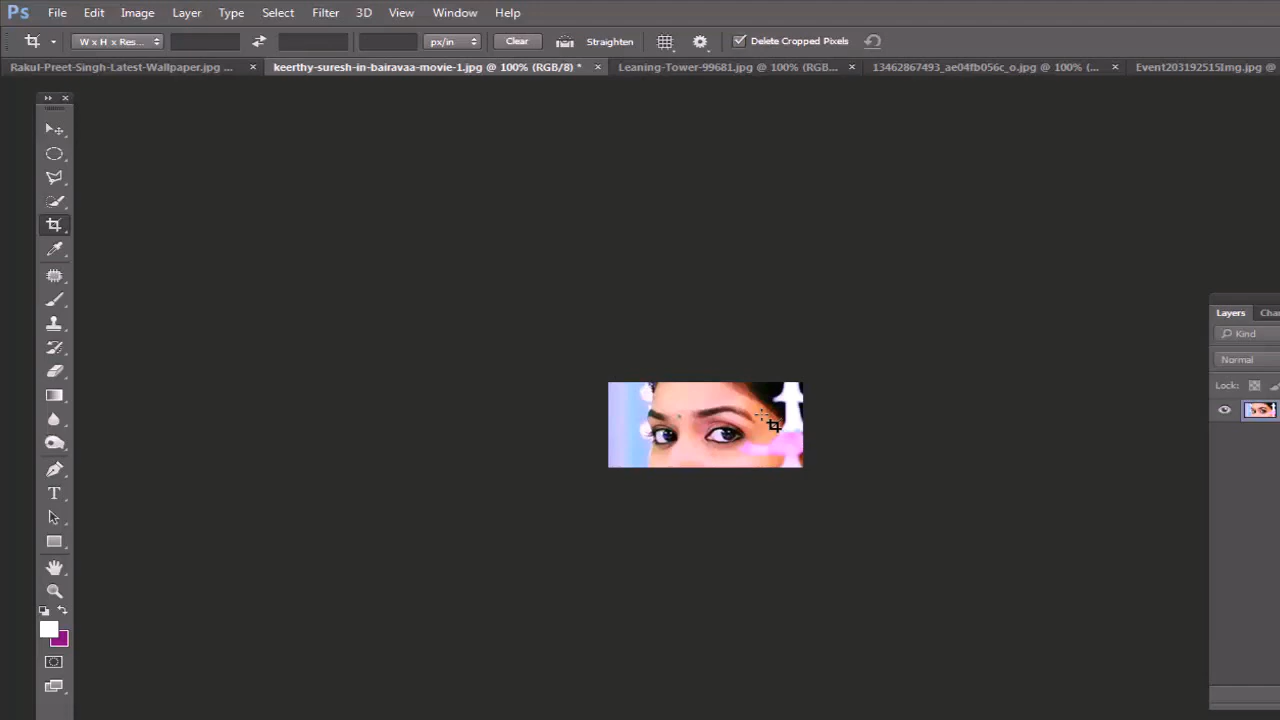 Ps File Edit Image Layer Type Select Filter 3D View Window Help
W x H x Res... px/in Clear Straighten Delete Cropped Pixels
Rakul-Preet-Singh-Latest-Wallpaper.jpg ... × keerthy-suresh-in-bairavaa-movie-1.jpg @ 100% (RGB/8) * × Leaning-Tower-99681.jpg @ 100% (RGB... × 13462867493_ae04fb056c_o.jpg @ 100% (... × Event203192515Img.jpg @
Layers Cha
Kind
Normal
Lock:
T